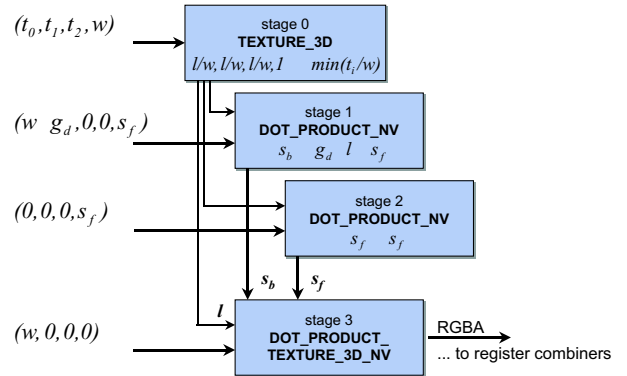 (t0,t1,t2,w)
stage 0
TEXTURE_3D
l/w,l/w,l/w,1 min(ti/w)
(w gd,0,0,sf)
stage 1
DOT_PRODUCT_NV
sb gd l sf
(0,0,0,sf)
stage 2
DOT_PRODUCT_NV
sf sf
sb sf
l
(w,0,0,0)
stage 3
DOT_PRODUCT_
TEXTURE_3D_NV
RGBA
... to register combiners